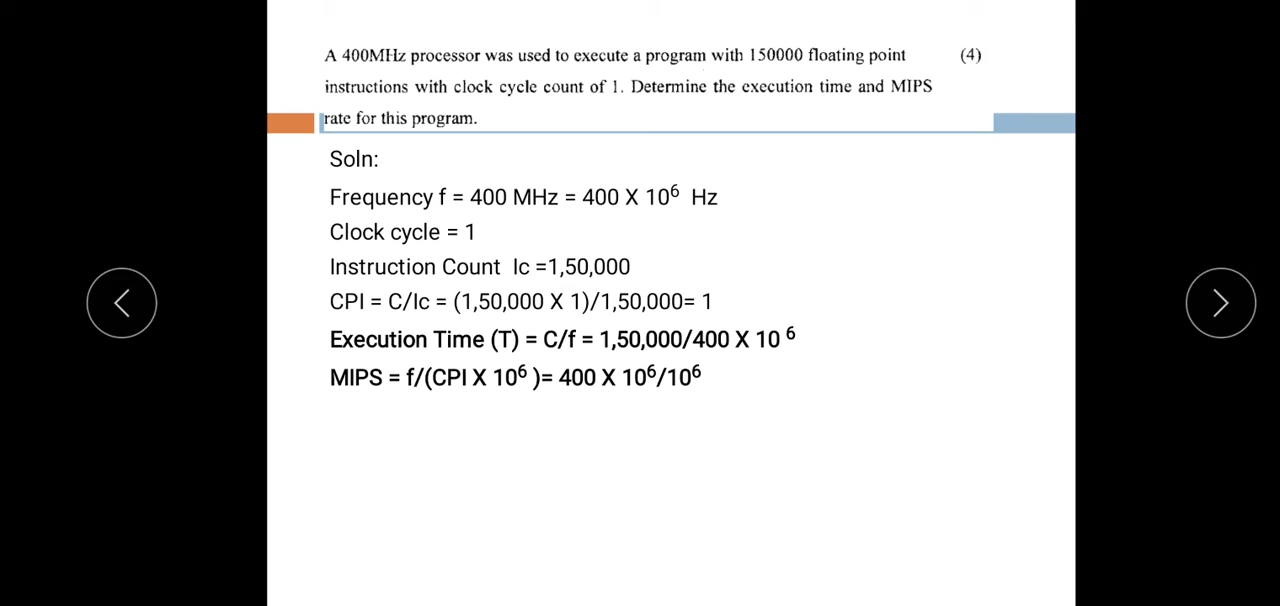 A 400MHz processor was used to execute a program with 150000 floating point (4)
instructions with clock cycle count of 1. Determine the execution time and MIPS
rate for this program.
Soln:
Frequency f = 400 MHz = 400 X 10⁶ Hz
Clock cycle = 1
Instruction Count Ic =1,50,000
CPI = C/Ic = (1,50,000 X 1)/1,50,000= 1
Execution Time (T) = C/f = 1,50,000/400 X 10 ⁶
MIPS = f/(CPI X 10⁶ )= 400 X 10⁶/10⁶